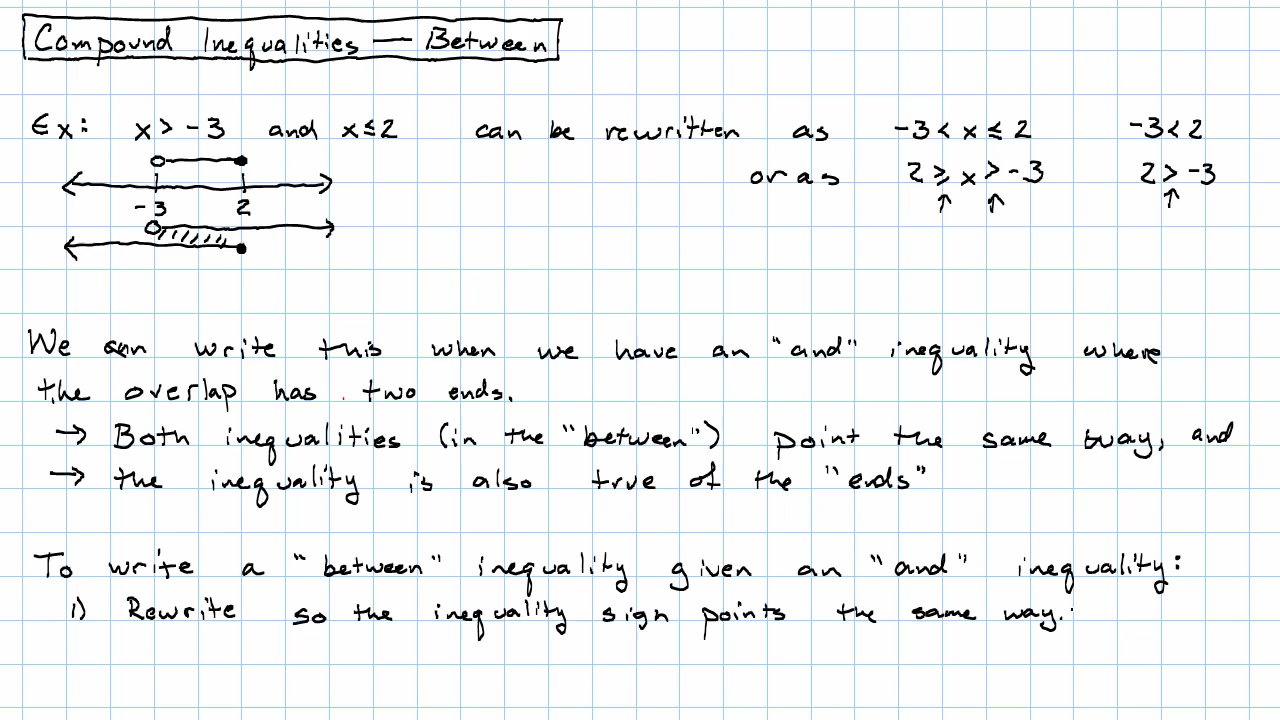 Compound Inequalities — Between
Ex: x > -3 and x ≤ 2 can be rewritten as -3 < x ≤ 2 -3 < 2
or as 2 ≥ x > -3 2 > -3
-3 2
We can write this when we have an "and" inequality where
the overlap has two ends.
→ Both inequalities (in the "between") point the same way, and
→ the inequality is also true of the "ends"
To write a "between" inequality given an "and" inequality:
1) Rewrite so the inequality sign points the same way.